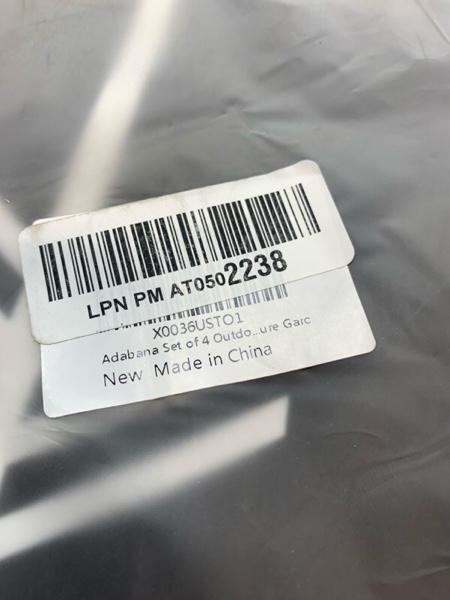 LPN PM AT0502238
X0036USTO1
Adabana Set of 4 Outdo...ure Garc
New Made in China